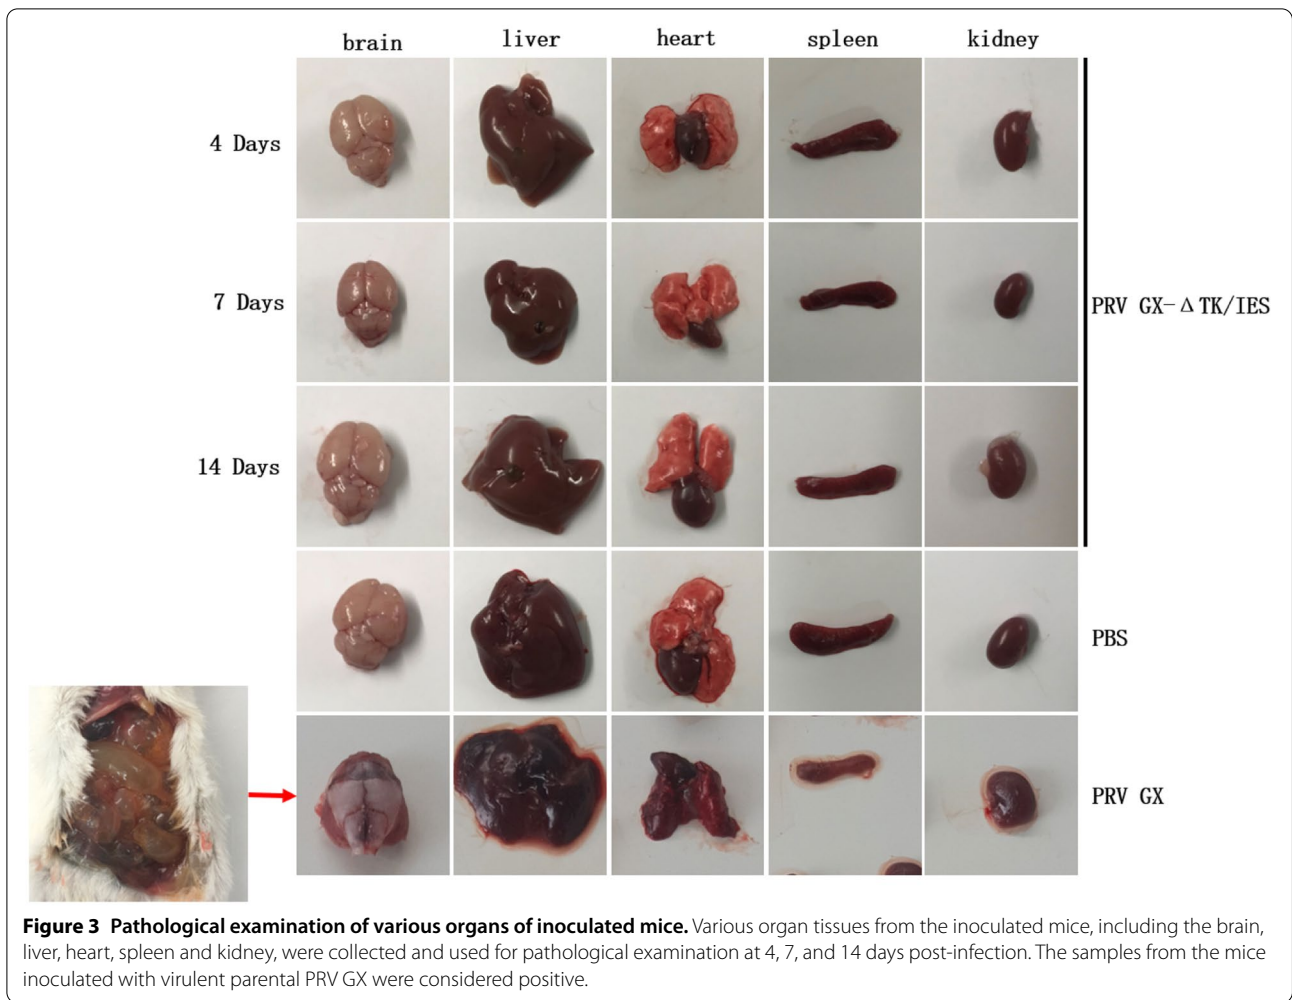 brain liver heart spleen kidney
4 Days
7 Days
PRV GX-ΔTK/IES
14 Days
PBS
PRV GX
Figure 3 Pathological examination of various organs of inoculated mice. Various organ tissues from the inoculated mice, including the brain,
liver, heart, spleen and kidney, were collected and used for pathological examination at 4, 7, and 14 days post-infection. The samples from the mice
inoculated with virulent parental PRV GX were considered positive.